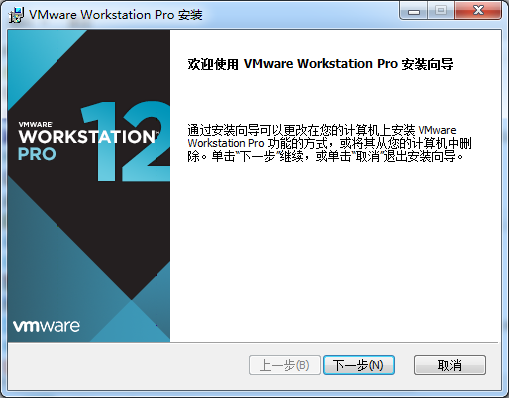 VMware Workstation Pro 安装
欢迎使用 VMware Workstation Pro 安装向导
VMWARE
WORKSTATION 12
PRO
通过安装向导可以更改在您的计算机上安装 VMware
Workstation Pro 功能的方式，或将其从您的计算机中删
除。单击“下一步”继续，或单击“取消”退出安装向导。
vmware
上一步(B) 下一步(N) 取消